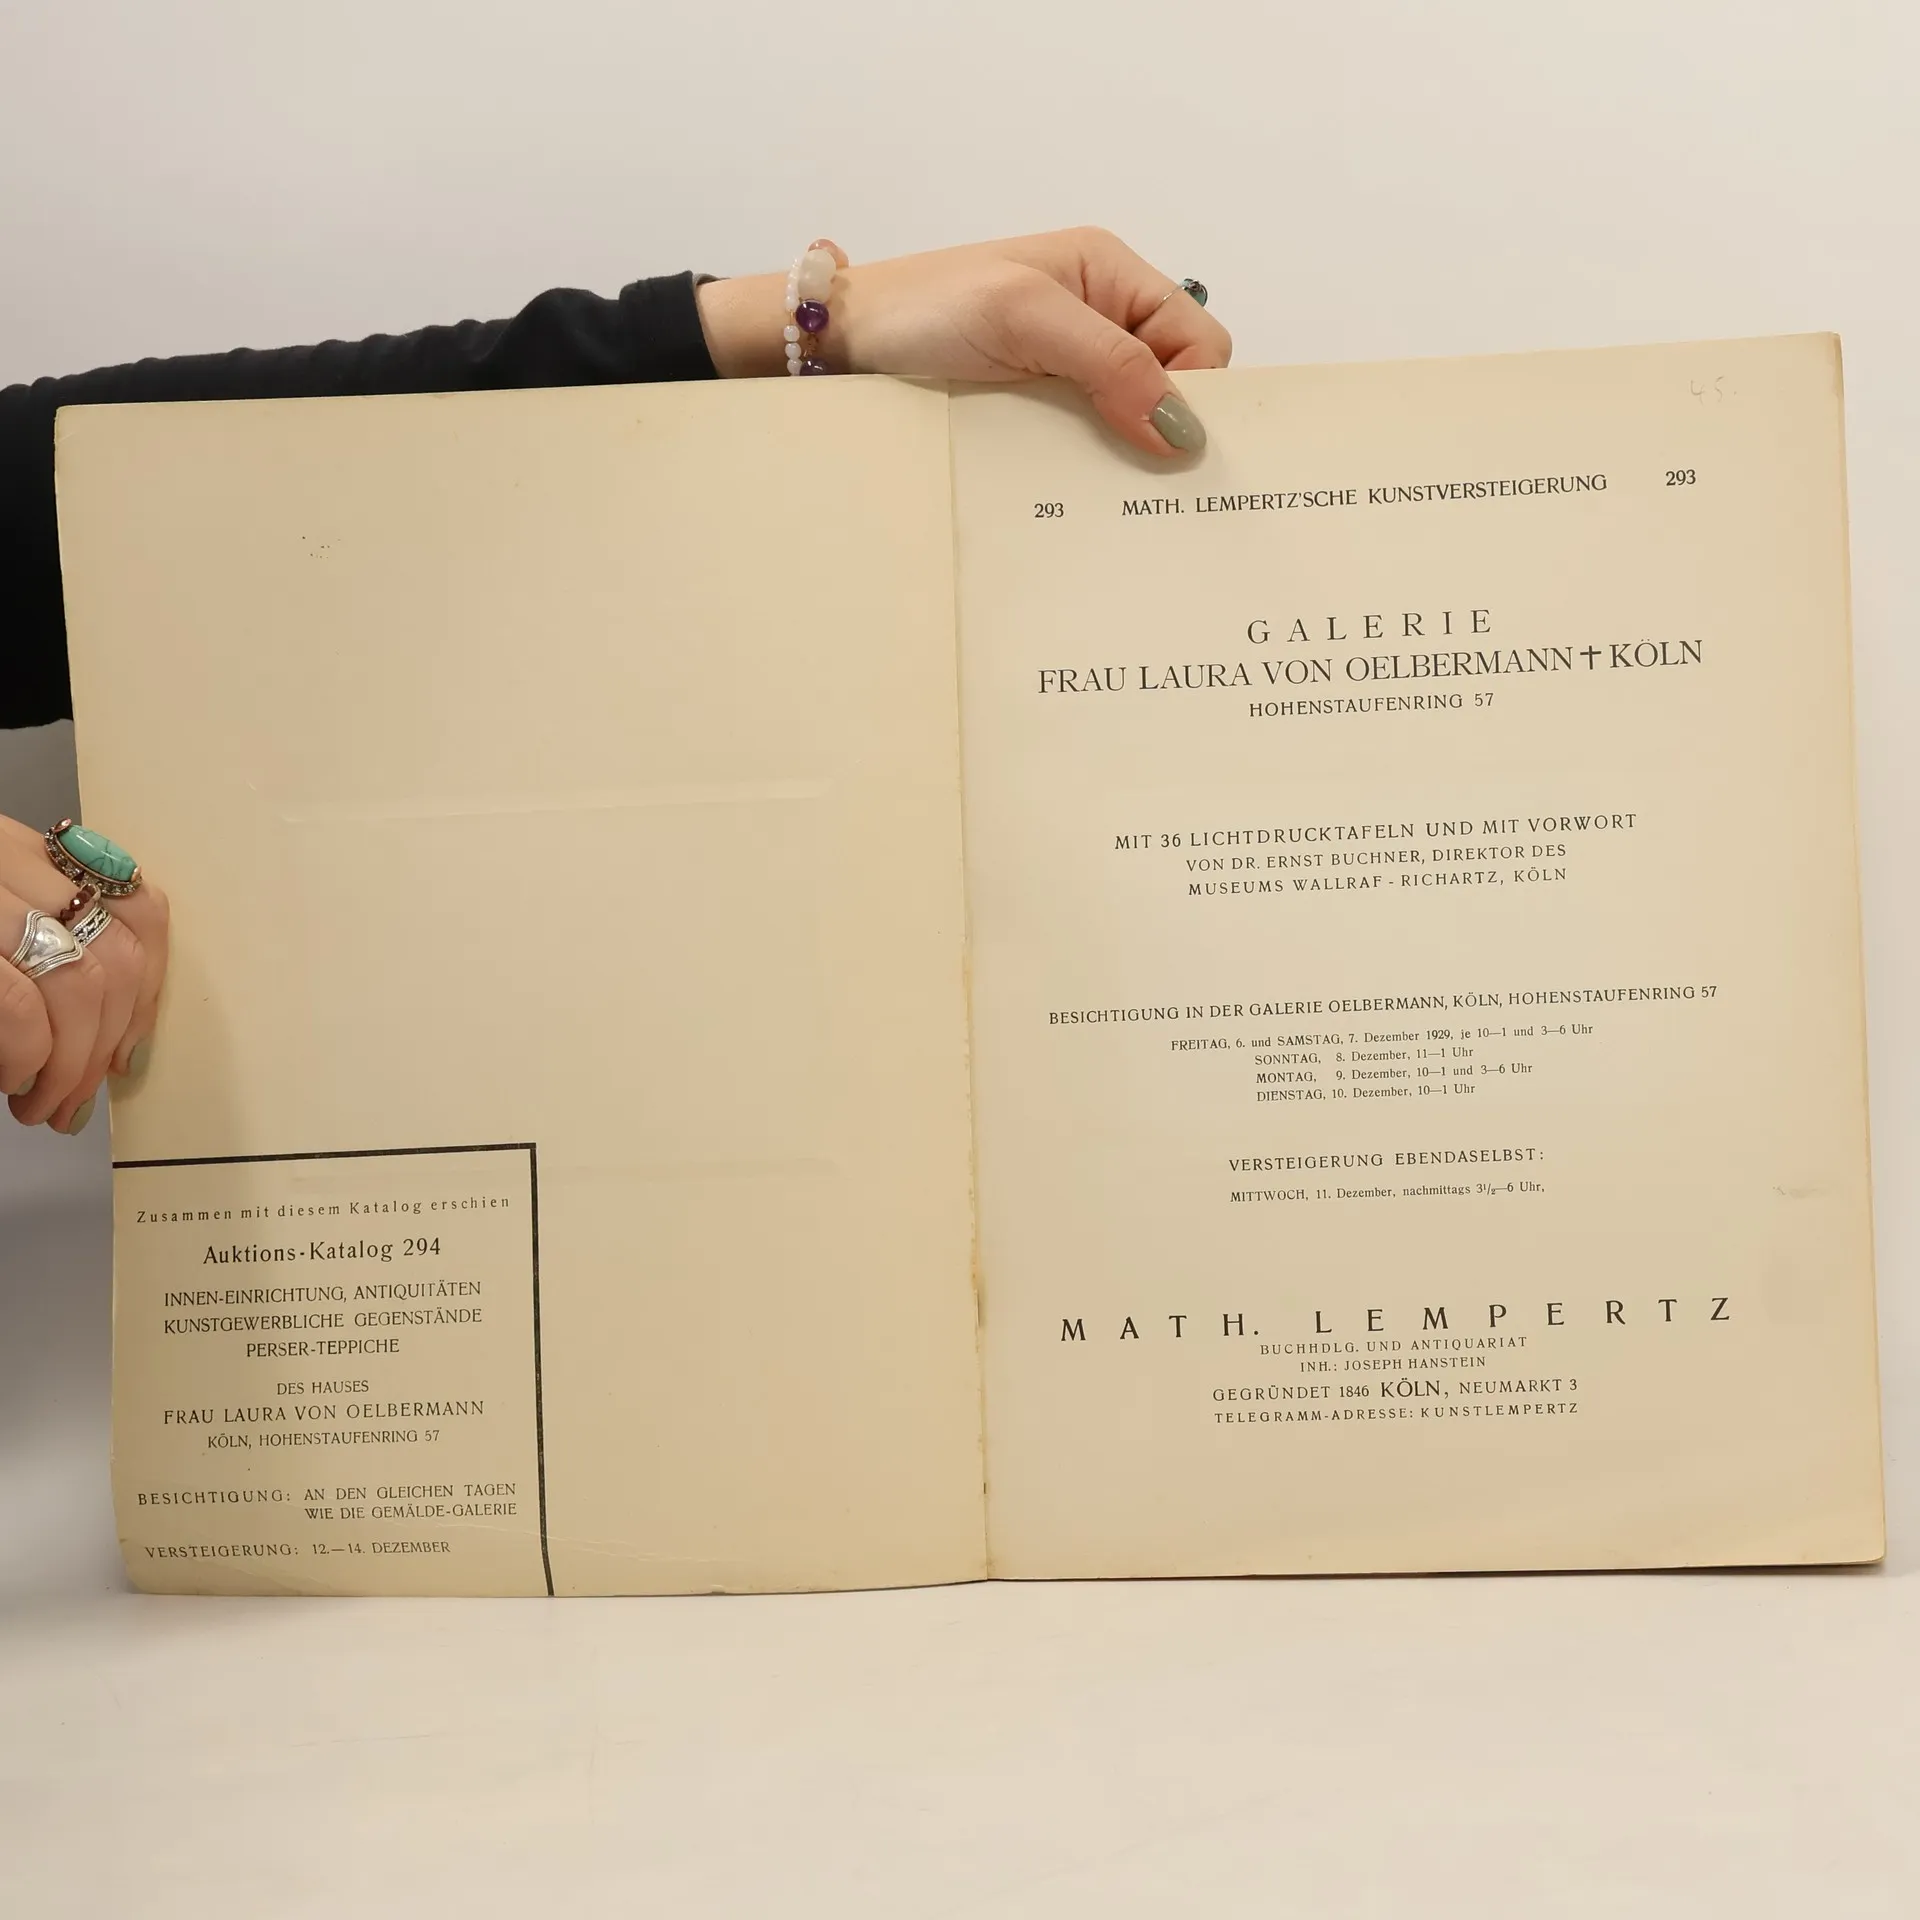 Zusammen mit diesem Katalog erschien
Auktions-Katalog 294
INNEN-EINRICHTUNG, ANTIQUITÄTEN
KUNSTGEWERBLICHE GEGENSTÄNDE
PERSER-TEPPICHE
DES HAUSES
FRAU LAURA VON OELBERMANN
KÖLN, HOHENSTAUFENRING 57
BESICHTIGUNG: AN DEN GLEICHEN TAGEN
WIE DIE GEMÄLDE-GALERIE
VERSTEIGERUNG: 12.—14. DEZEMBER
45.
293 MATH. LEMPERTZ'SCHE KUNSTVERSTEIGERUNG 293
GALERIE
FRAU LAURA VON OELBERMANN † KÖLN
HOHENSTAUFENRING 57
MIT 36 LICHTDRUCKTAFELN UND MIT VORWORT
VON DR. ERNST BUCHNER, DIREKTOR DES
MUSEUMS WALLRAF - RICHARTZ, KÖLN
BESICHTIGUNG IN DER GALERIE OELBERMANN, KÖLN, HOHENSTAUFENRING 57
FREITAG, 6. und SAMSTAG, 7. Dezember 1929, je 10—1 und 3—6 Uhr
SONNTAG, 8. Dezember, 11—1 Uhr
MONTAG, 9. Dezember, 10—1 und 3—6 Uhr
DIENSTAG, 10. Dezember, 10—1 Uhr
VERSTEIGERUNG EBENDASELBST:
MITTWOCH, 11. Dezember, nachmittags 3½—6 Uhr,
MATH. LEMPERTZ
BUCHHDLG. UND ANTIQUARIAT
INH.: JOSEPH HANSTEIN
GEGRÜNDET 1846 KÖLN, NEUMARKT 3
TELEGRAMM-ADRESSE: KUNSTLEMPERTZ